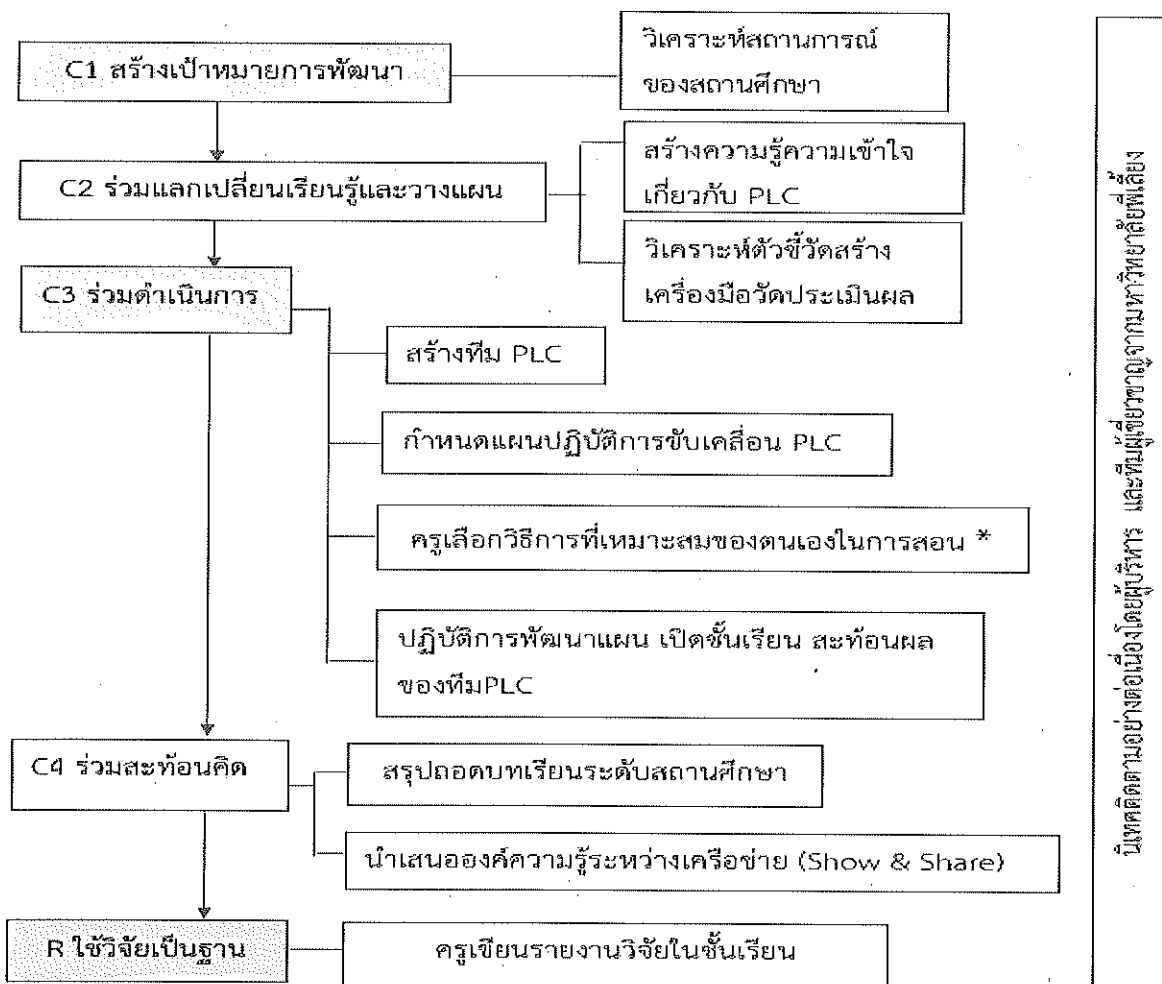 C1 สร้างเป้าหมายการพัฒนา
วิเคราะห์สถานการณ์
ของสถานศึกษา
C2 ร่วมแลกเปลี่ยนเรียนรู้และวางแผน
สร้างความรู้ความเข้าใจ
เกี่ยวกับ PLC
วิเคราะห์ตัวชี้วัดสร้าง
เครื่องมือวัดประเมินผล
C3 ร่วมดำเนินการ
สร้างทีม PLC
กำหนดแผนปฏิบัติการขับเคลื่อน PLC
ครูเลือกวิธีการที่เหมาะสมของตนเองในการสอน *
ปฏิบัติการพัฒนาแผน เปิดชั้นเรียน สะท้อนผล
ของทีมPLC
C4 ร่วมสะท้อนคิด
สรุปถอดบทเรียนระดับสถานศึกษา
นำเสนอองค์ความรู้ระหว่างเครือข่าย (Show & Share)
R ใช้วิจัยเป็นฐาน
ครูเขียนรายงานวิจัยในชั้นเรียน
นิเทศติดตามอย่างต่อเนื่องโดยผู้บริหาร และทีมผู้เชี่ยวชาญจากมหาวิทยาลัยพี่เลี้ยง